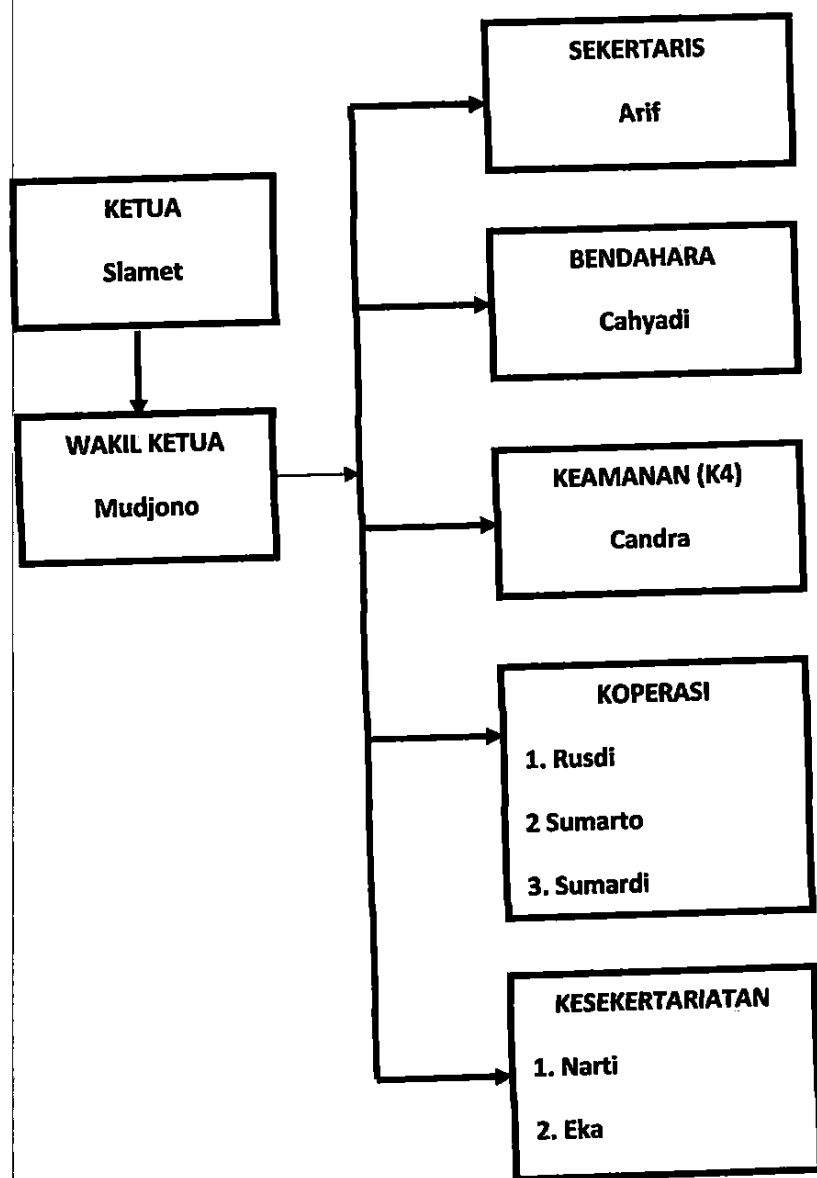 KETUA
Slamet
WAKIL KETUA
Mudjono
SEKERTARIS
Arif
BENDAHARA
Cahyadi
KEAMANAN (K4)
Candra
KOPERASI
1. Rusdi
2 Sumarto
3. Sumardi
KESEKERTARIATAN
1. Narti
2. Eka